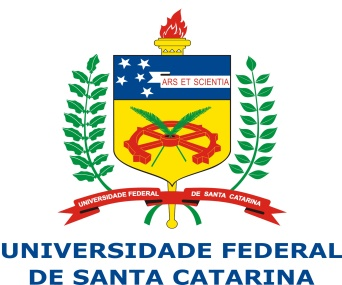 ARS ET SCIENTIA
UNIVERSIDADE FEDERAL DE SANTA CATARINA
UNIVERSIDADE FEDERAL
DE SANTA CATARINA